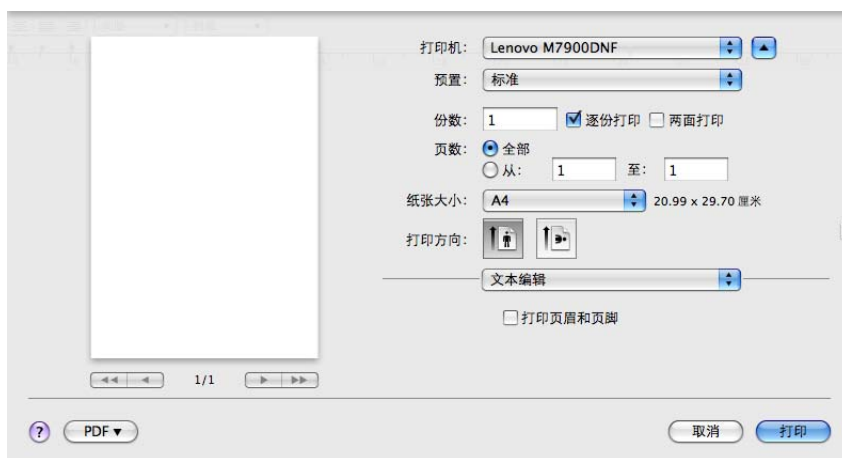 打印机: Lenovo M7900DNF
预置: 标准
份数: 1 逐份打印 两面打印
页数: 全部
从: 1 至: 1
纸张大小: A4 20.99 x 29.70 厘米
打印方向:
文本编辑
打印页眉和页脚
1/1
? PDF ▼ 取消 打印